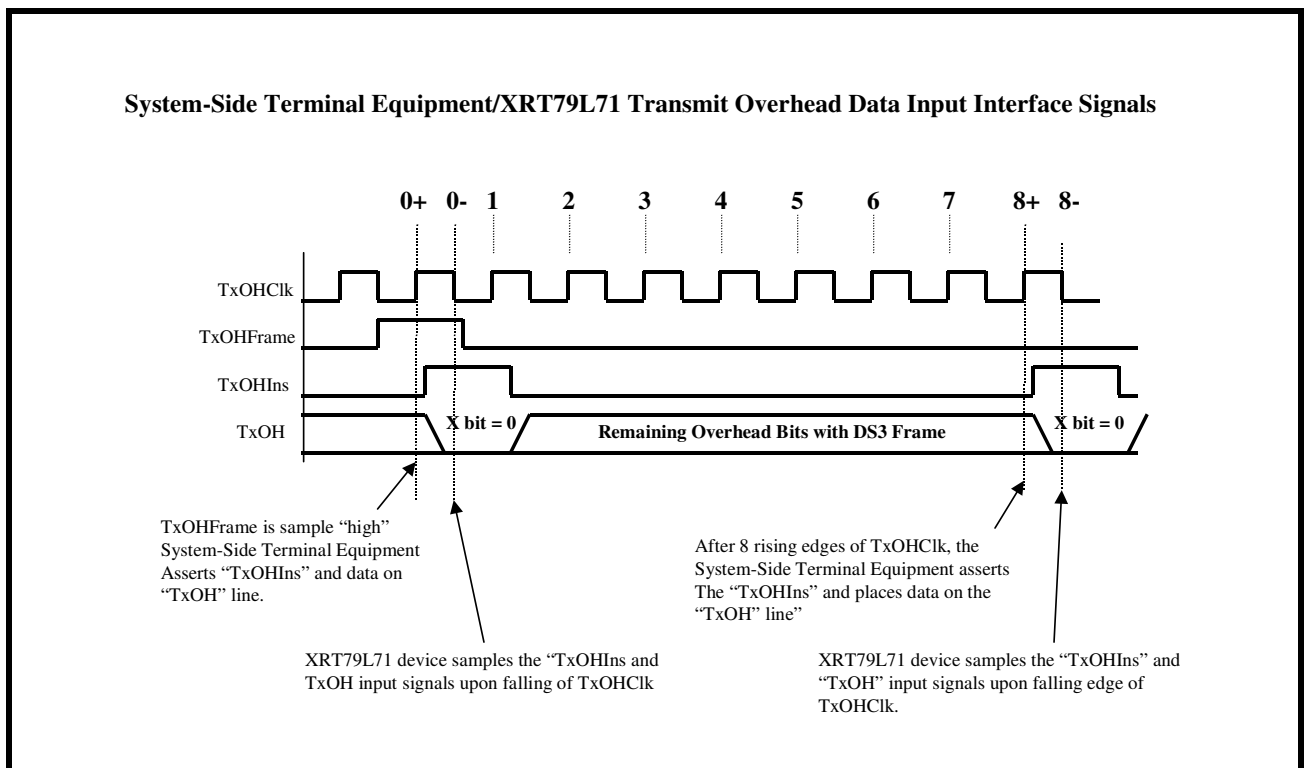 System-Side Terminal Equipment/XRT79L71 Transmit Overhead Data Input Interface Signals
0+ 0- 1 2 3 4 5 6 7 8+ 8-
TxOHClk
TxOHFrame
TxOHIns
TxOH
X bit = 0
Remaining Overhead Bits with DS3 Frame
X bit = 0
TxOHFrame is sample “high”
System-Side Terminal Equipment
Asserts “TxOHIns” and data on
“TxOH” line.
After 8 rising edges of TxOHClk, the
System-Side Terminal Equipment asserts
The “TxOHIns” and places data on the
“TxOH” line”
XRT79L71 device samples the “TxOHIns and
TxOH input signals upon falling of TxOHClk
XRT79L71 device samples the “TxOHIns” and
“TxOH” input signals upon falling edge of
TxOHClk.